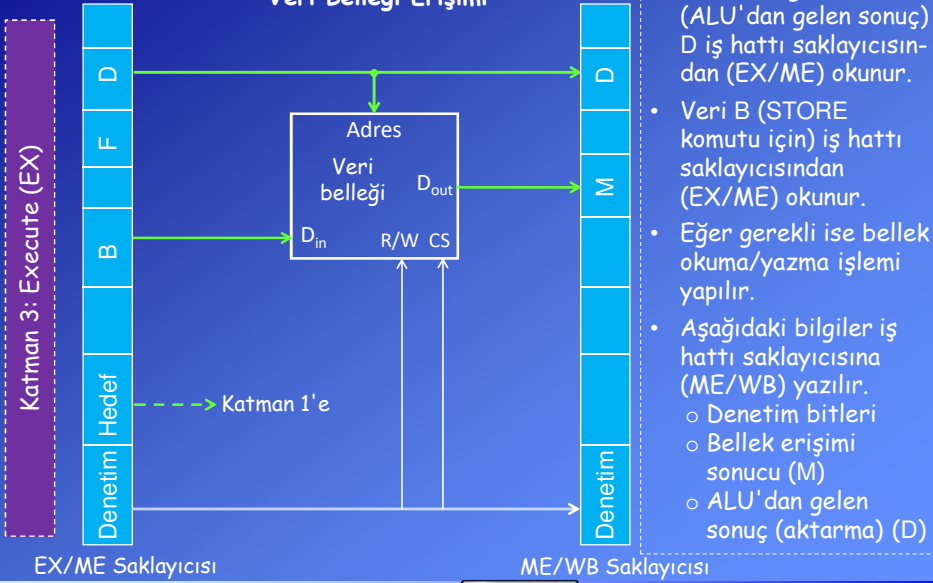 Veri Belleği Erişimi
Katman 3: Execute (EX)
D
F
B
Hedef
Denetim
Adres
Veri
belleği
D_out
D_in
R/W CS
Katman 1'e
D
M
Denetim
EX/ME Saklayıcısı
ME/WB Saklayıcısı
(ALU'dan gelen sonuç)
D iş hattı saklayıcısın-
dan (EX/ME) okunur.
• Veri B (STORE
komutu için) iş hattı
saklayıcısından
(EX/ME) okunur.
• Eğer gerekli ise bellek
okuma/yazma işlemi
yapılır.
• Aşağıdaki bilgiler iş
hattı saklayıcısına
(ME/WB) yazılır.
o Denetim bitleri
o Bellek erişimi
sonucu (M)
o ALU'dan gelen
sonuç (aktarma) (D)